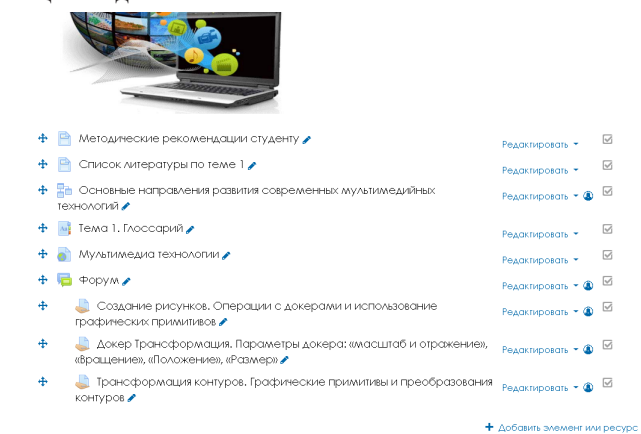 Методические рекомендации студенту
Редактировать
Список литературы по теме 1
Редактировать
Основные направления развития современных мультимедийных
технологий
Редактировать
Тема 1. Глоссарий
Редактировать
Мультимедиа технологии
Редактировать
Форум
Редактировать
Создание рисунков. Операции с докерами и использование
графических примитивов
Редактировать
Докер Трансформация. Параметры докера: «масштаб и отражение»,
«Вращение», «Положение», «Размер»
Редактировать
Трансформация контуров. Графические примитивы и преобразования
контуров
Редактировать
Добавить элемент или ресурс